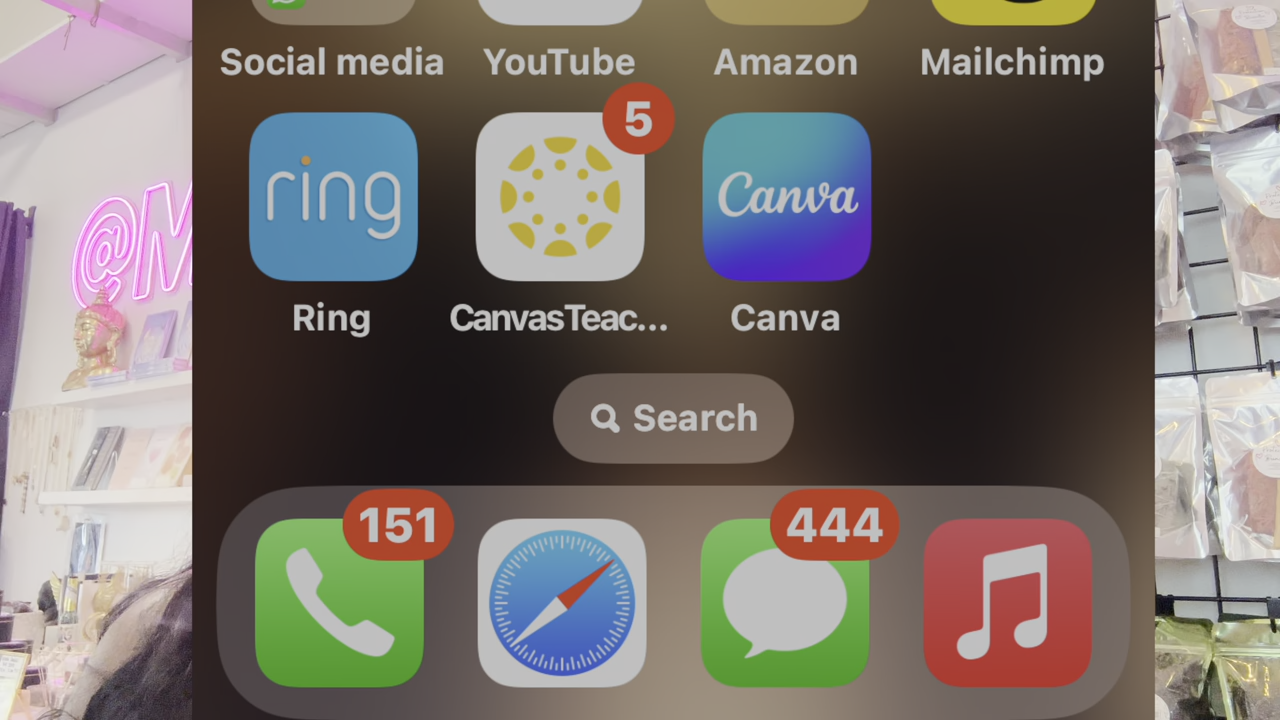 Social media YouTube Amazon Mailchimp
5
ring Canva
Ring CanvasTeac... Canva
Search
151 444
@M